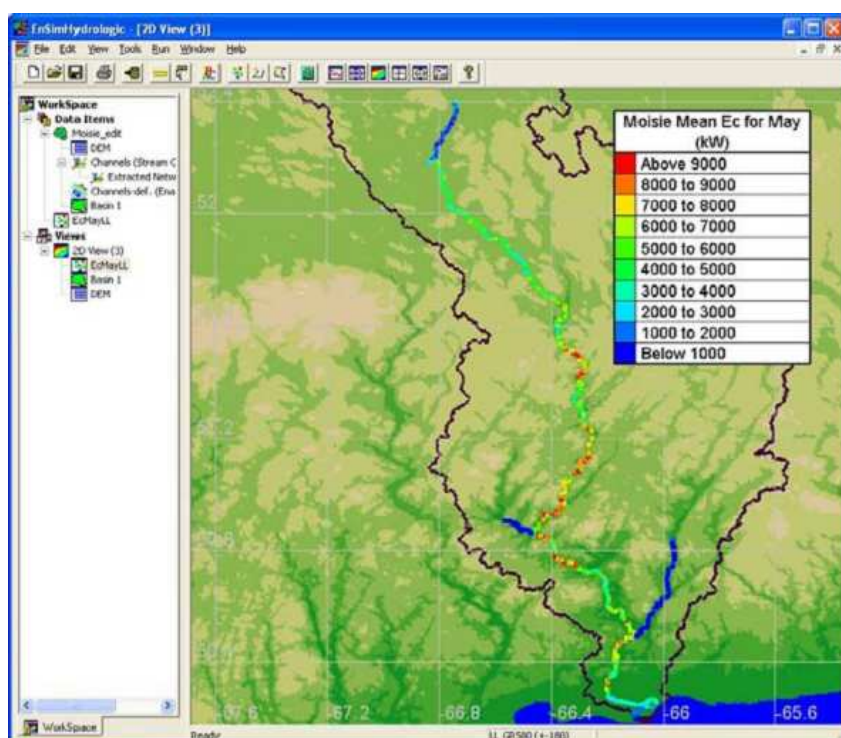 EnSimHydrologic - [2D View (3)]
File Edit View Tools Run Window Help
WorkSpace
Data Items
Moisie_edit
DEM
Channels (Stream C
Extracted Netw
Channels-def. (Ena
Basin 1
EcMayLL
Views
2D View (3)
EcMayLL
Basin 1
DEM
WorkSpace
Moisie Mean Ec for May
(kW)
Above 9000
8000 to 9000
7000 to 8000
6000 to 7000
5000 to 6000
4000 to 5000
3000 to 4000
2000 to 3000
1000 to 2000
Below 1000
52
-67.6 -67.2 -66.8 -66.4 -66 -65.6
Ready